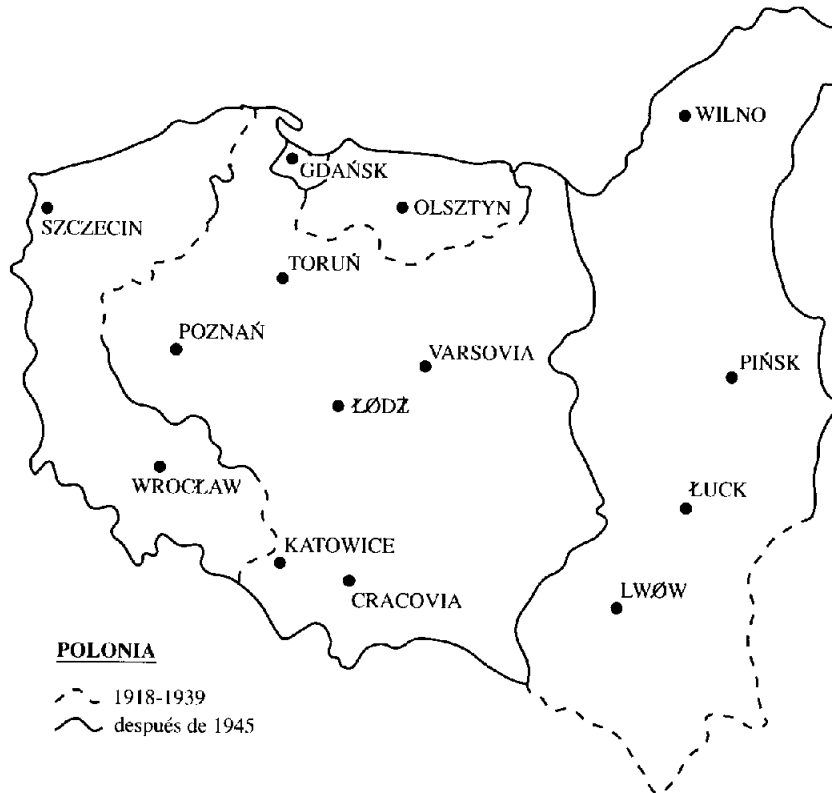 WILNO
GDAŃSK
SZCZECIN
OLSZTYN
TORUŃ
POZNAŃ
VARSOVIA
PIŃSK
ŁØDŹ
WROCŁAW
ŁUCK
KATOWICE
CRACOVIA
LWØW
POLONIA
1918-1939
después de 1945